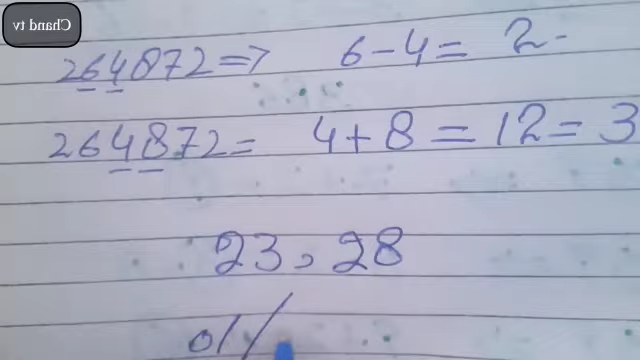 Chand tv
264872=> 6-4= 2-
264872= 4+8=12=3
23, 28
01/